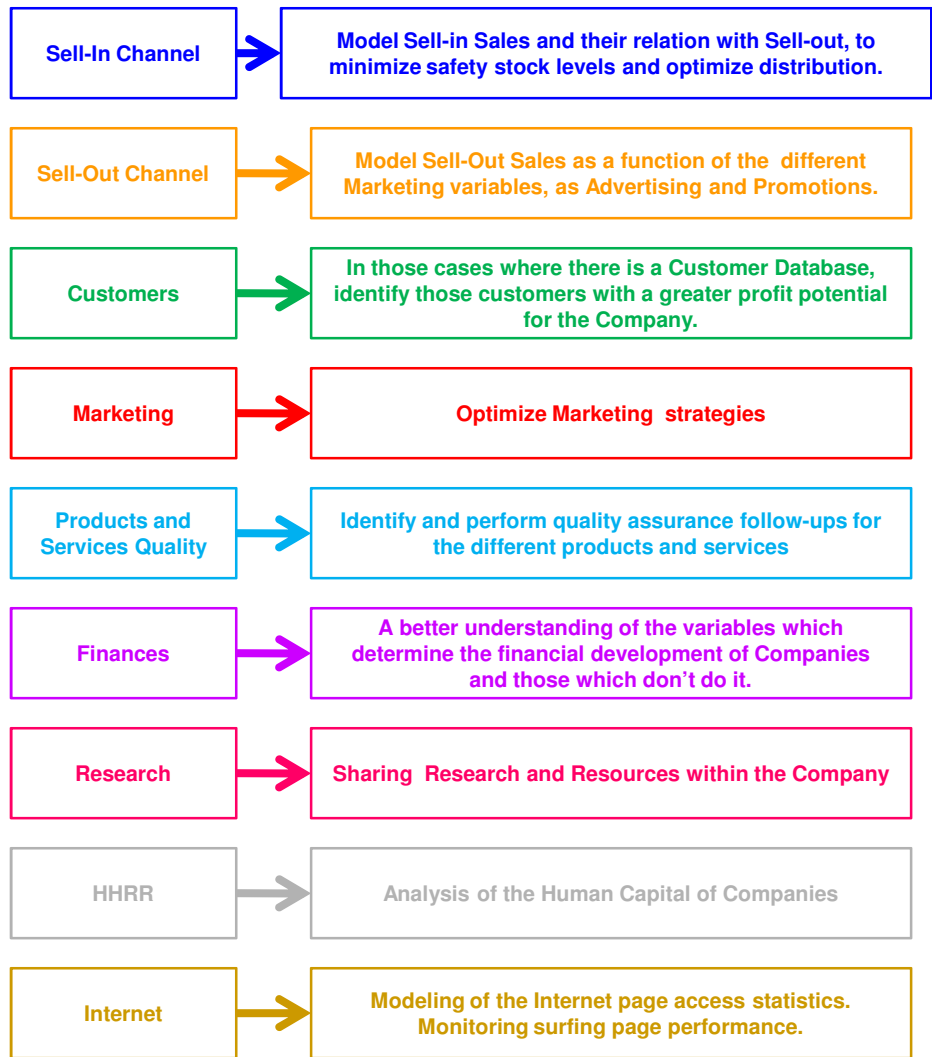 Sell-In Channel
Model Sell-in Sales and their relation with Sell-out, to
minimize safety stock levels and optimize distribution.
Sell-Out Channel
Model Sell-Out Sales as a function of the  different
Marketing variables, as Advertising and Promotions.
Customers
In those cases where there is a Customer Database,
identify those customers with a greater profit potential
for the Company.
Marketing
Optimize Marketing  strategies
Products and
Services Quality
Identify and perform quality assurance follow-ups for
the different products and services
Finances
A better understanding of the variables which
determine the financial development of Companies
and those which don’t do it.
Research
Sharing  Research and Resources within the Company
HHRR
Analysis of the Human Capital of Companies
Internet
Modeling of the Internet page access statistics.
Monitoring surfing page performance.